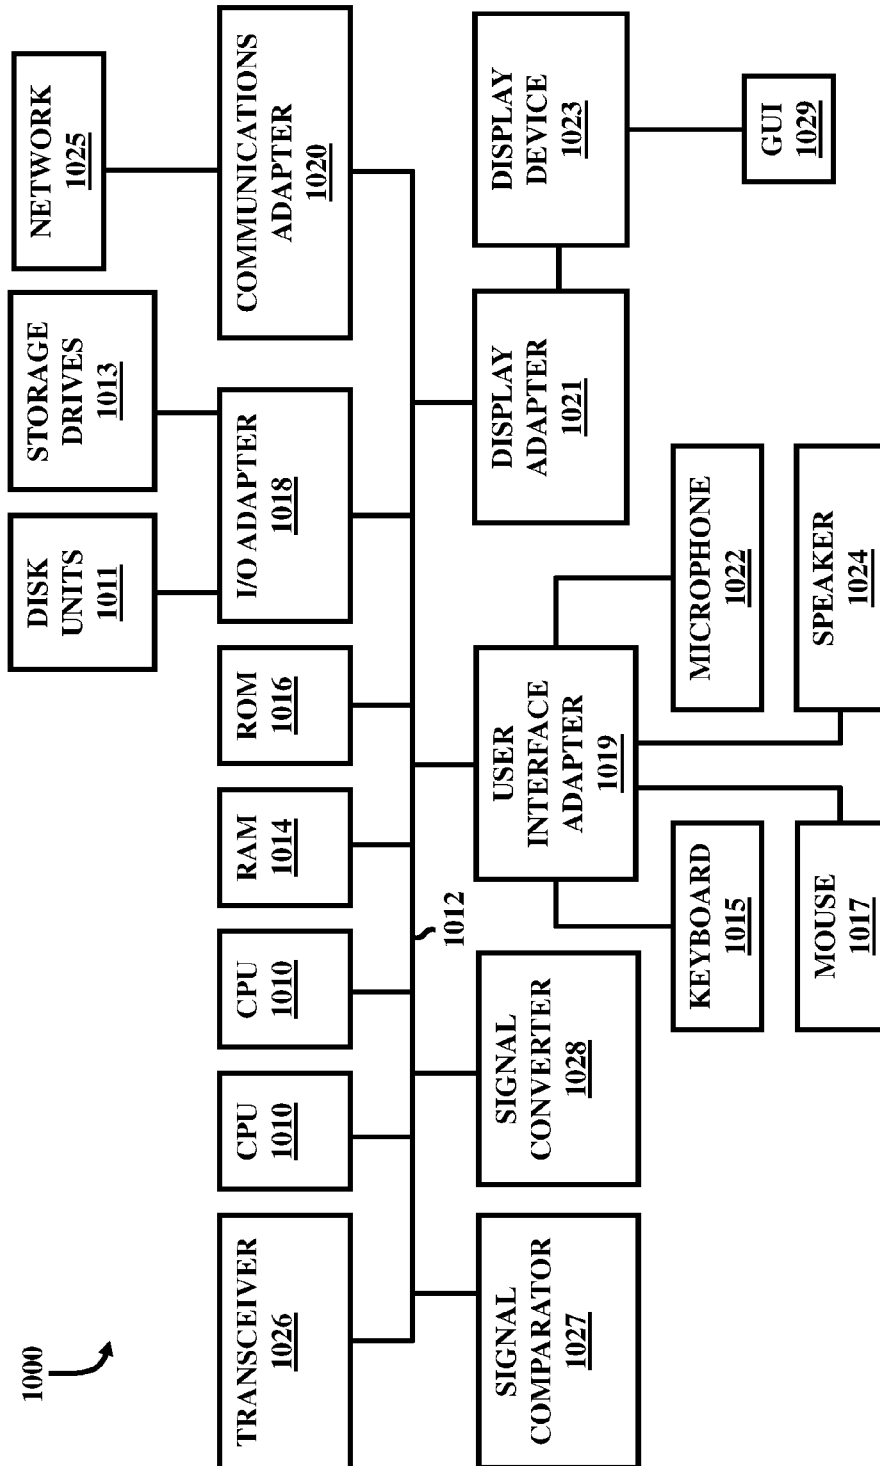 1000
NETWORK
1025
STORAGE
DRIVES
1013
DISK
UNITS
1011
TRANSCEIVER
1026
CPU
1010
CPU
1010
RAM
1014
ROM
1016
I/O ADAPTER
1018
COMMUNICATIONS
ADAPTER
1020
1012
SIGNAL
COMPARATOR
1027
SIGNAL
CONVERTER
1028
USER
INTERFACE
ADAPTER
1019
DISPLAY
ADAPTER
1021
DISPLAY
DEVICE
1023
KEYBOARD
1015
MICROPHONE
1022
MOUSE
1017
SPEAKER
1024
GUI
1029